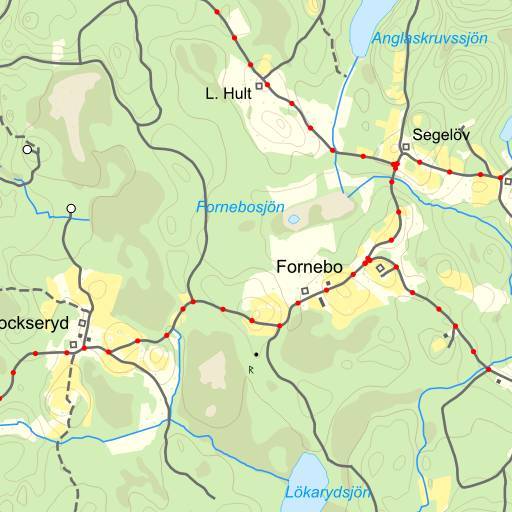 Anglaskruvssjön
L. Hult
Segelöv
Fornebosjön
Fornebo
ockseryd
R
Lökarydsjön